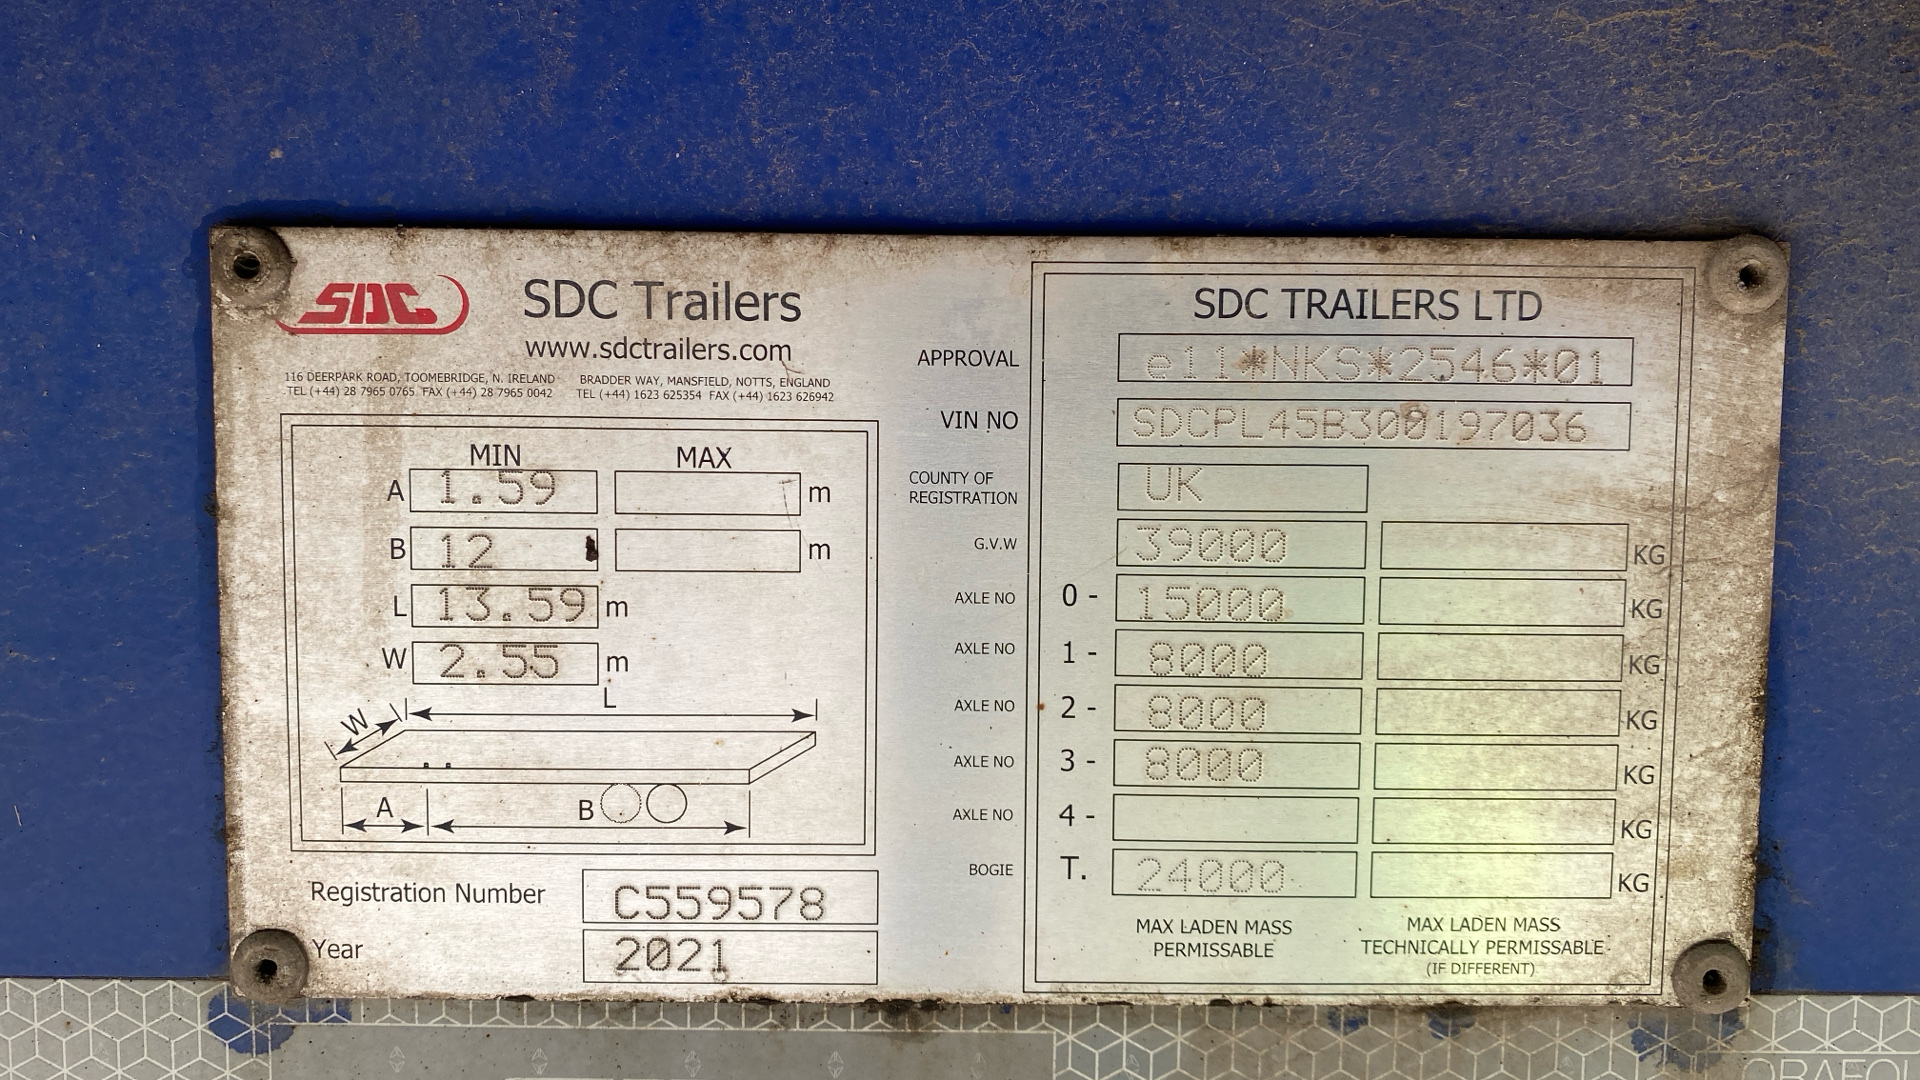 SDC
SDC Trailers
www.sdctrailers.com
116 DEERPARK ROAD, TOOMEBRIDGE, N. IRELAND
TEL (+44) 28 7965 0765 FAX (+44) 28 7965 0042
BRADDER WAY, MANSFIELD, NOTTS, ENGLAND
TEL (+44) 1623 625354 FAX (+44) 1623 626942
MIN MAX
A 1.59 m
B 12 m
L 13.59 m
W 2.55 m
L
W
A B
Registration Number C559578
Year 2021
SDC TRAILERS LTD
APPROVAL e11*NKS*2546*01
VIN NO SDCPL45B300197036
COUNTY OF
REGISTRATION UK
G.V.W 39000 KG
AXLE NO 0 - 15000 KG
AXLE NO 1 - 8000 KG
AXLE NO 2 - 8000 KG
AXLE NO 3 - 8000 KG
AXLE NO 4 - KG
BOGIE T. 24000 KG
MAX LADEN MASS
PERMISSABLE
MAX LADEN MASS
TECHNICALLY PERMISSABLE
(IF DIFFERENT)